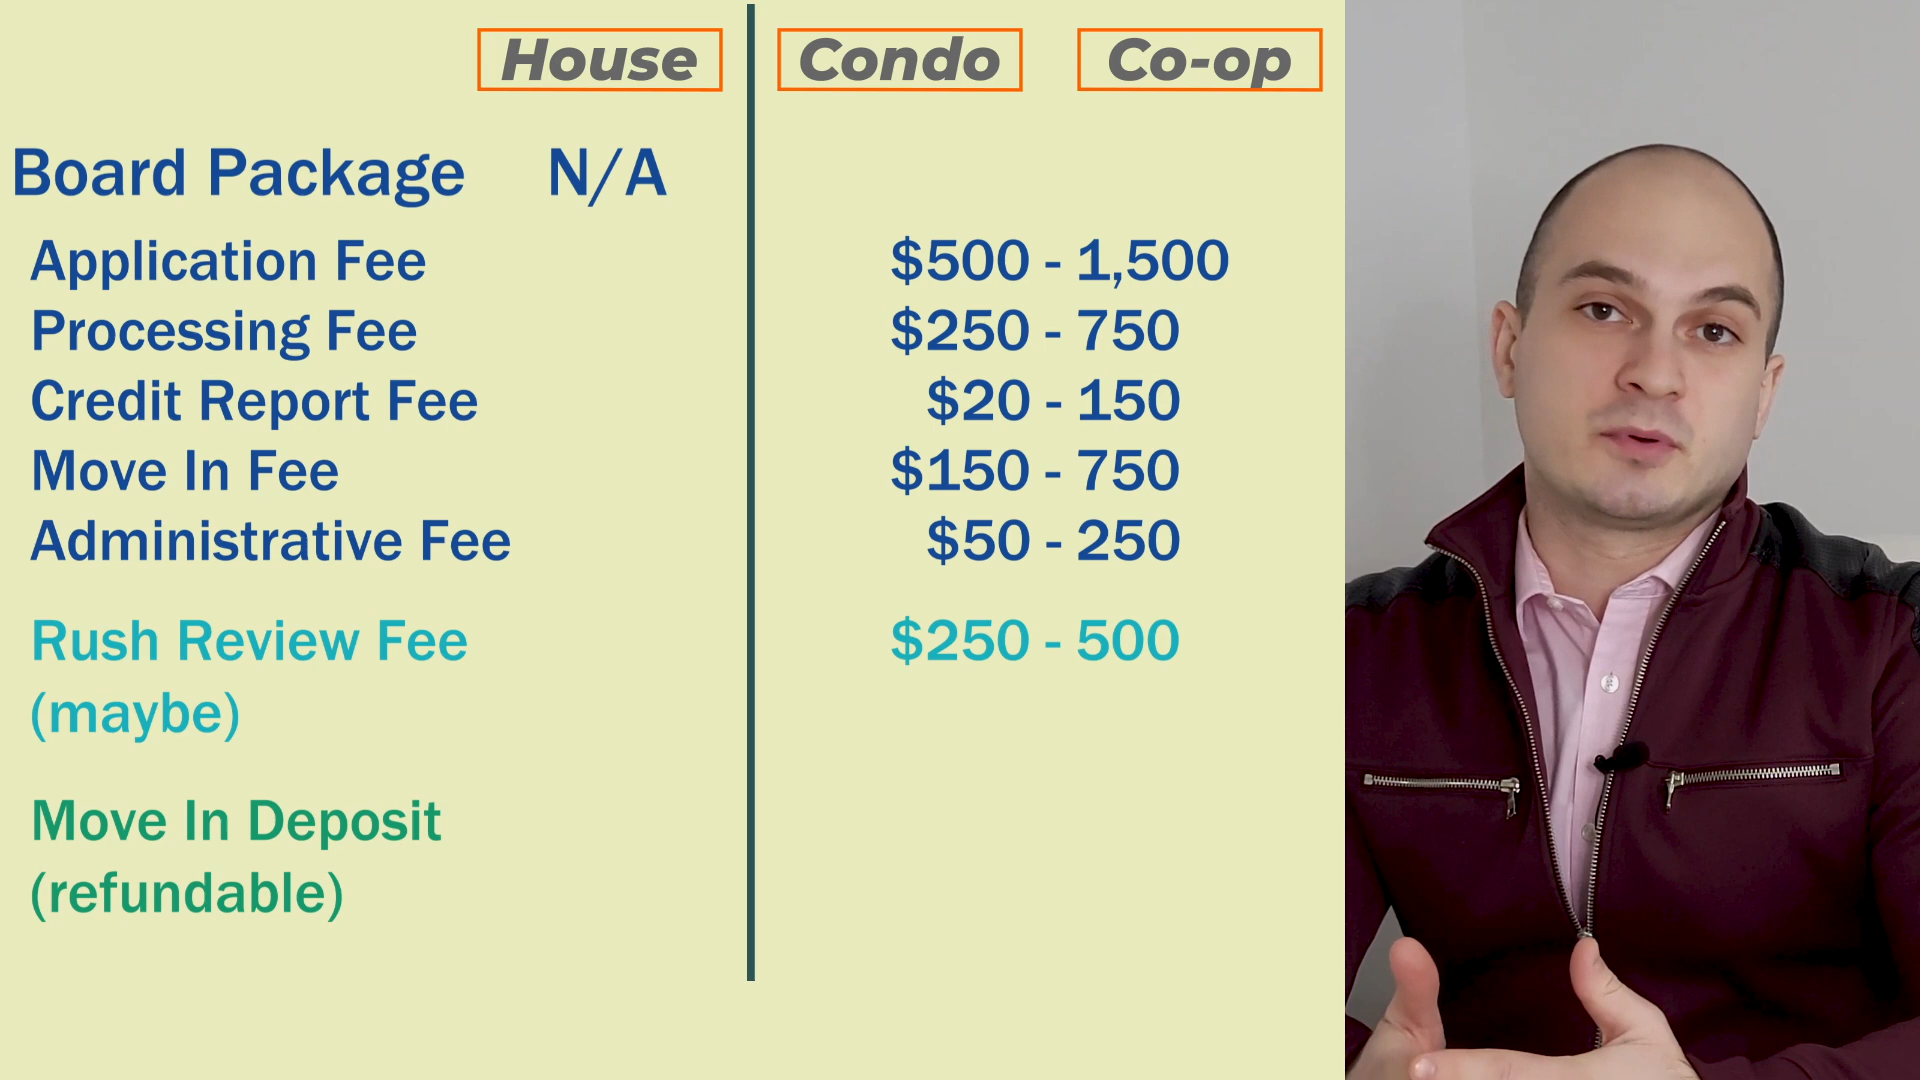 House Condo Co-op
Board Package N/A
Application Fee $500 - 1,500
Processing Fee $250 - 750
Credit Report Fee $20 - 150
Move In Fee $150 - 750
Administrative Fee $50 - 250
Rush Review Fee $250 - 500
(maybe)
Move In Deposit
(refundable)